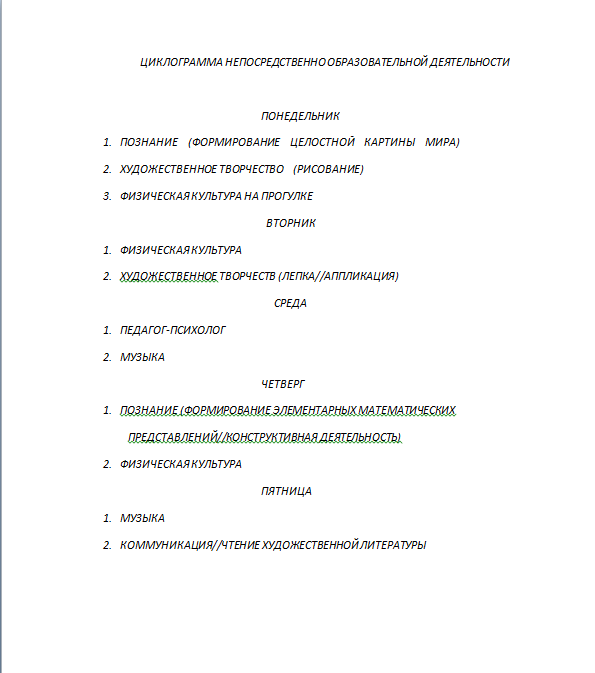 ЦИКЛОГРАММА НЕПОСРЕДСТВЕННО ОБРАЗОВАТЕЛЬНОЙ ДЕЯТЕЛЬНОСТИ
ПОНЕДЕЛЬНИК
1. ПОЗНАНИЕ (ФОРМИРОВАНИЕ ЦЕЛОСТНОЙ КАРТИНЫ МИРА)
2. ХУДОЖЕСТВЕННОЕ ТВОРЧЕСТВО (РИСОВАНИЕ)
3. ФИЗИЧЕСКАЯ КУЛЬТУРА НА ПРОГУЛКЕ
ВТОРНИК
1. ФИЗИЧЕСКАЯ КУЛЬТУРА
2. ХУДОЖЕСТВЕННОЕ ТВОРЧЕСТВ (ЛЕПКА//АППЛИКАЦИЯ)
СРЕДА
1. ПЕДАГОГ-ПСИХОЛОГ
2. МУЗЫКА
ЧЕТВЕРГ
1. ПОЗНАНИЕ (ФОРМИРОВАНИЕ ЭЛЕМЕНТАРНЫХ МАТЕМАТИЧЕСКИХ
ПРЕДСТАВЛЕНИЙ//КОНСТРУКТИВНАЯ ДЕЯТЕЛЬНОСТЬ)
2. ФИЗИЧЕСКАЯ КУЛЬТУРА
ПЯТНИЦА
1. МУЗЫКА
2. КОММУНИКАЦИЯ//ЧТЕНИЕ ХУДОЖЕСТВЕННОЙ ЛИТЕРАТУРЫ